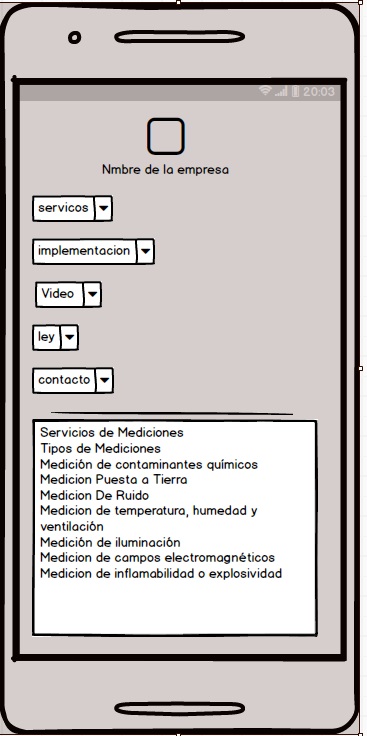 20:03
Nmbre de la empresa
servicos
implementacion
Video
ley
contacto
Servicios de Mediciones
Tipos de Mediciones
Medición de contaminantes químicos
Medicion Puesta a Tierra
Medicion De Ruido
Medicion de temperatura, humedad y
ventilación
Medición de iluminación
Medicion de campos electromagnéticos
Medicion de inflamabilidad o explosividad